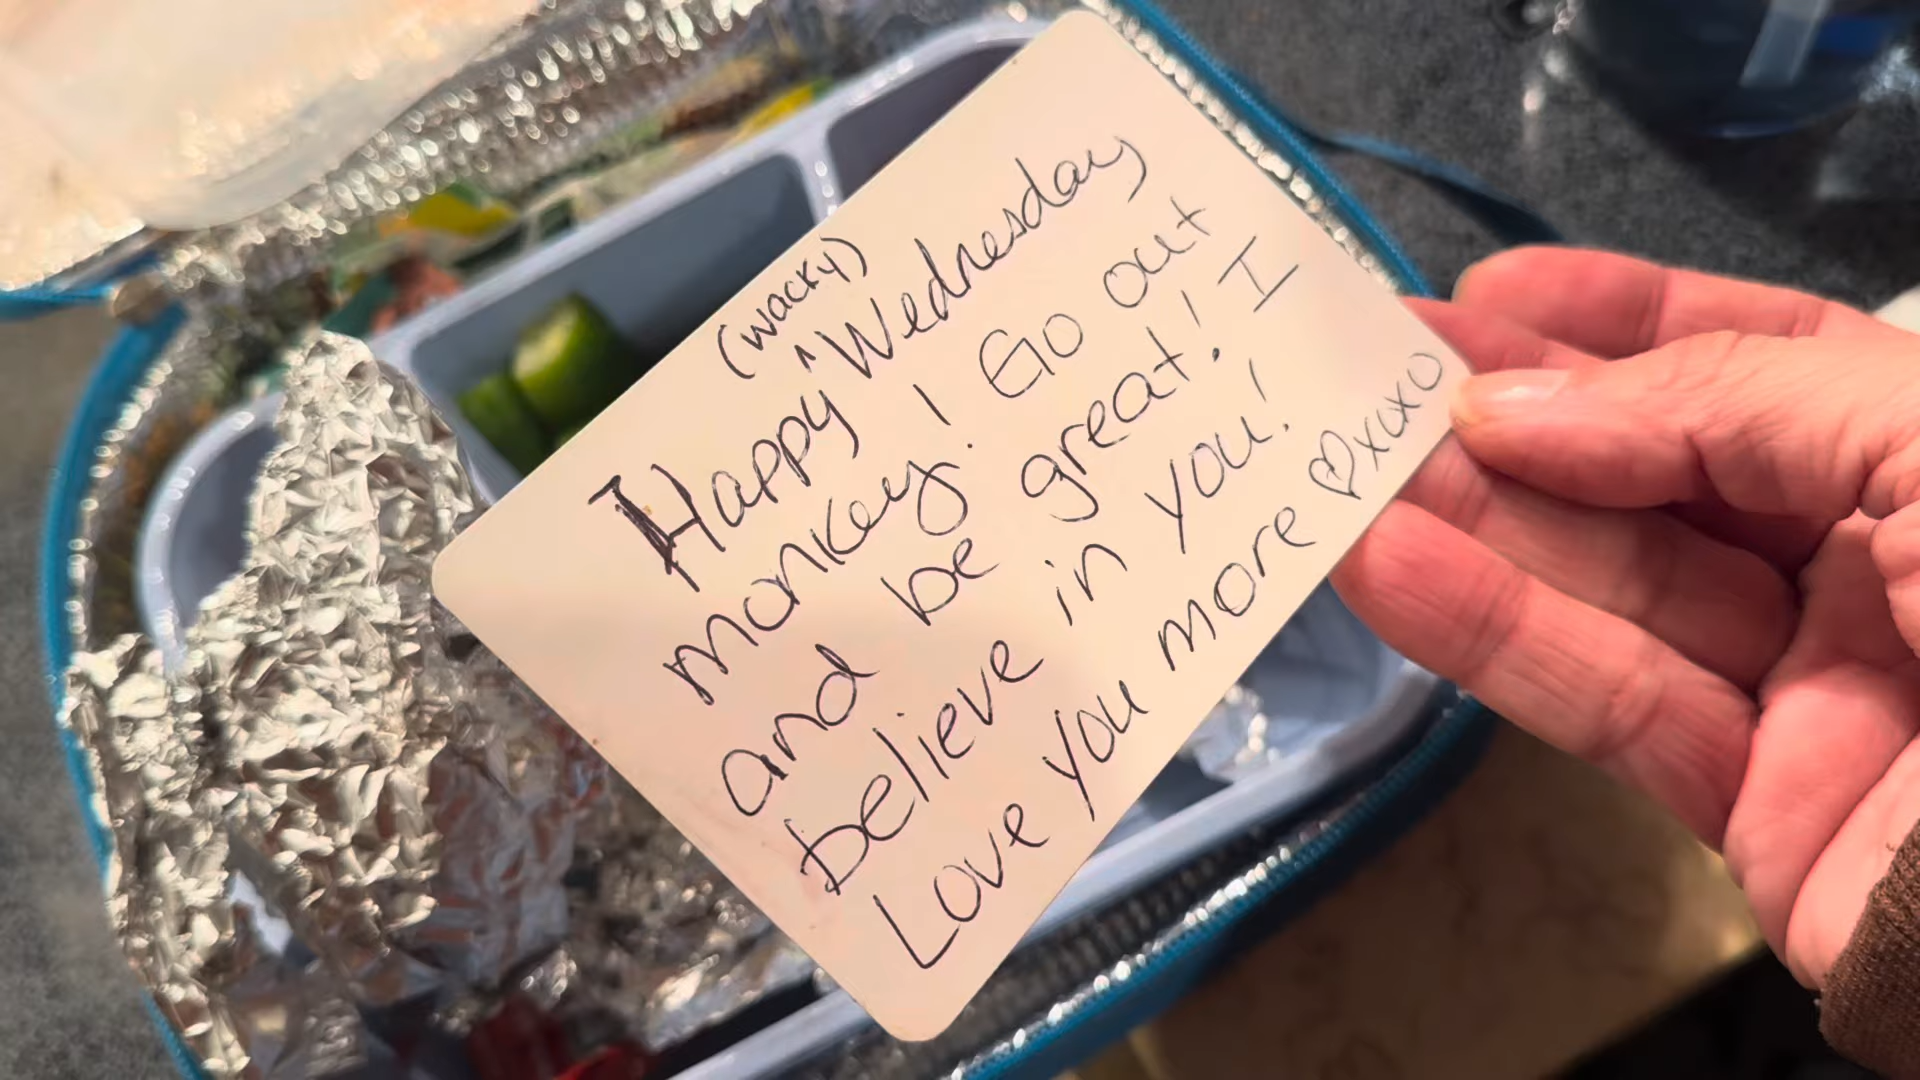 (wacky)
Happy ^ Wednesday
monkey! Go out
and be great! I
believe in you!
Love you more ♡xoxo